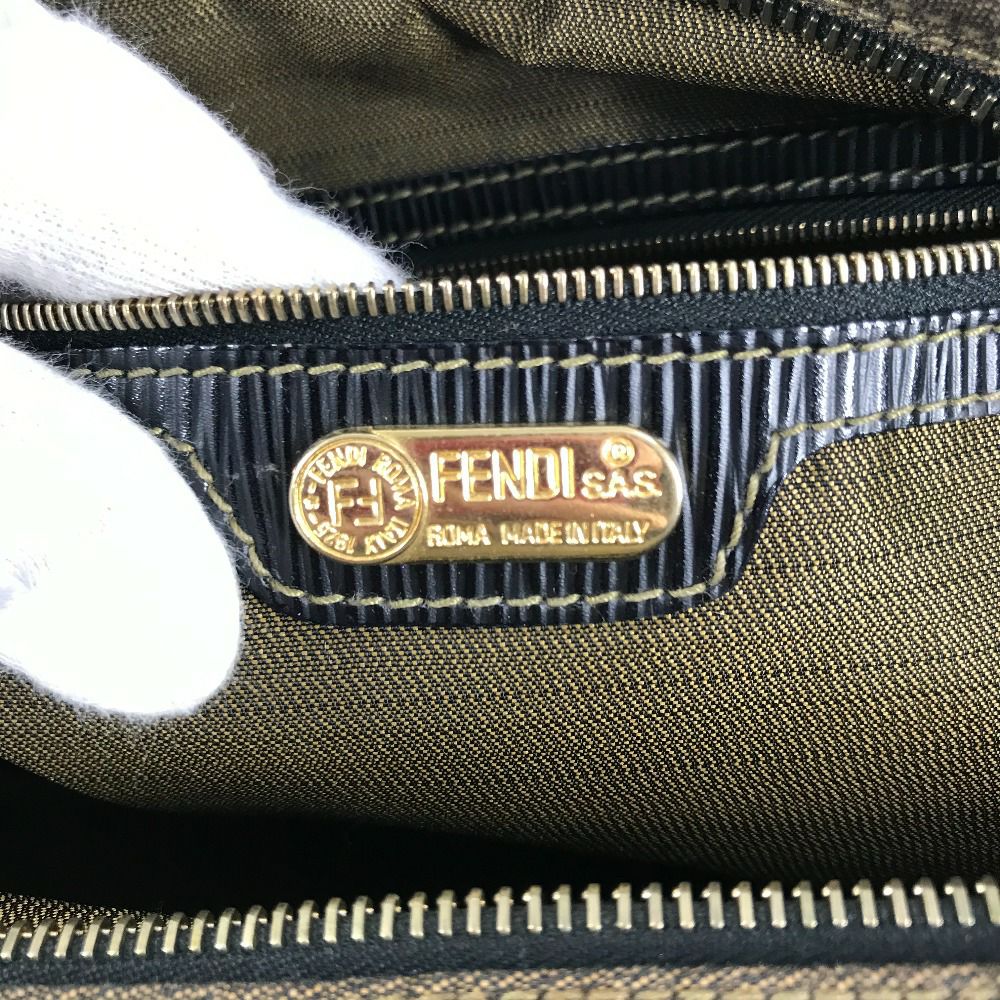 FENDI ROMA ITALY 1925
FF
FENDI S.A.S. ®
ROMA MADE IN ITALY